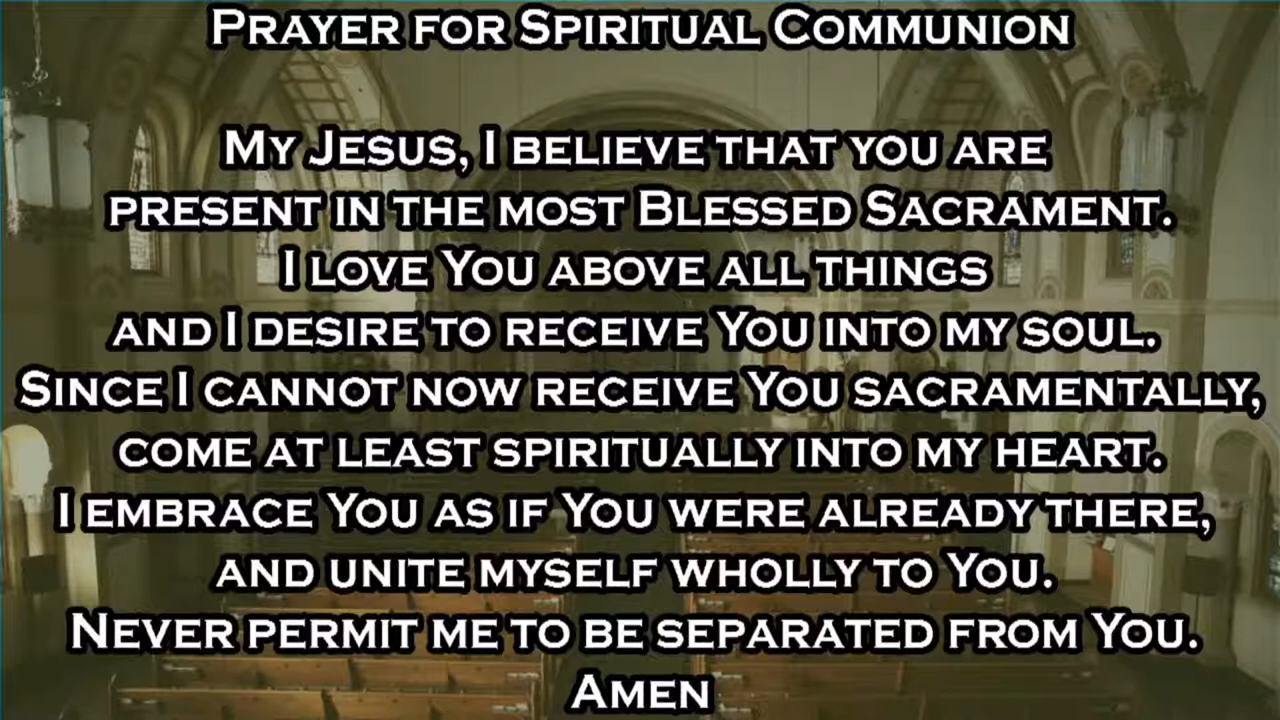 Prayer for Spiritual Communion
My Jesus, I believe that you are
present in the most Blessed Sacrament.
I love You above all things
and I desire to receive You into my soul.
Since I cannot now receive You sacramentally,
come at least spiritually into my heart.
I embrace You as if You were already there,
and unite myself wholly to You.
Never permit me to be separated from You.
Amen